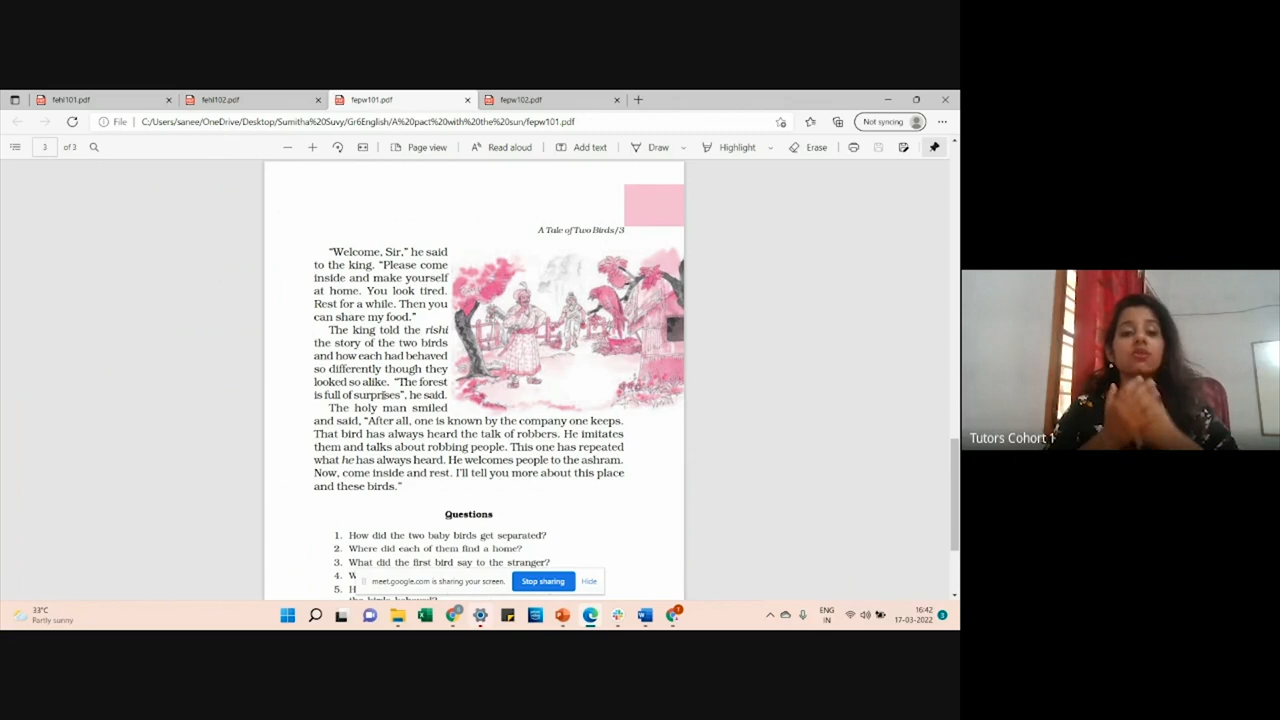 fehl101.pdf
fehl102.pdf
fepw101.pdf
fepw102.pdf
File
C:/Users/sanee/OneDrive/Desktop/Sumitha%20Suvy/Gr6English/A%20pact%20with%20the%20sun/fepw101.pdf
Not syncing
3 of 3
Page view
Read aloud
Add text
Draw
Highlight
Erase
A Tale of Two Birds/3
“Welcome, Sir,” he said
to the king. “Please come
inside and make yourself
at home. You look tired.
Rest for a while. Then you
can share my food.”
The king told the rishi
the story of the two birds
and how each had behaved
so differently though they
looked so alike. “The forest
is full of surprises”, he said.
The holy man smiled
and said, “After all, one is known by the company one keeps.
That bird has always heard the talk of robbers. He imitates
them and talks about robbing people. This one has repeated
what he has always heard. He welcomes people to the ashram.
Now, come inside and rest. I’ll tell you more about this place
and these birds.”
Questions
1. How did the two baby birds get separated?
2. Where did each of them find a home?
3. What did the first bird say to the stranger?
4. W
5. H
meet.google.com is sharing your screen.
Stop sharing
Hide
33°C
Partly sunny
ENG
IN
16:42
17-03-2022
3
Tutors Cohort 1